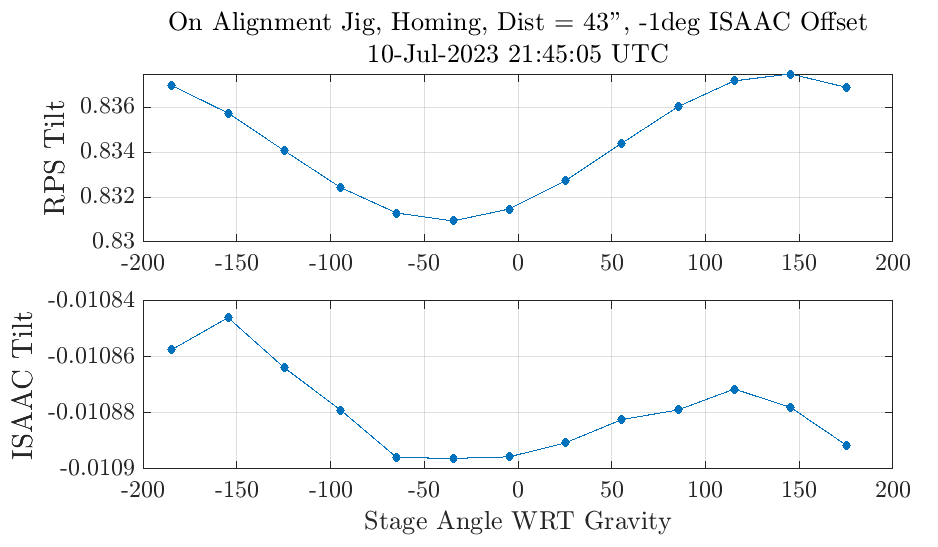 On Alignment Jig, Homing, Dist = 43”, -1deg ISAAC Offset
10-Jul-2023 21:45:05 UTC
RPS Tilt
0.836
0.834
0.832
0.83
-200 -150 -100 -50 0 50 100 150 200
ISAAC Tilt
-0.01084
-0.01086
-0.01088
-0.0109
-200 -150 -100 -50 0 50 100 150 200
Stage Angle WRT Gravity